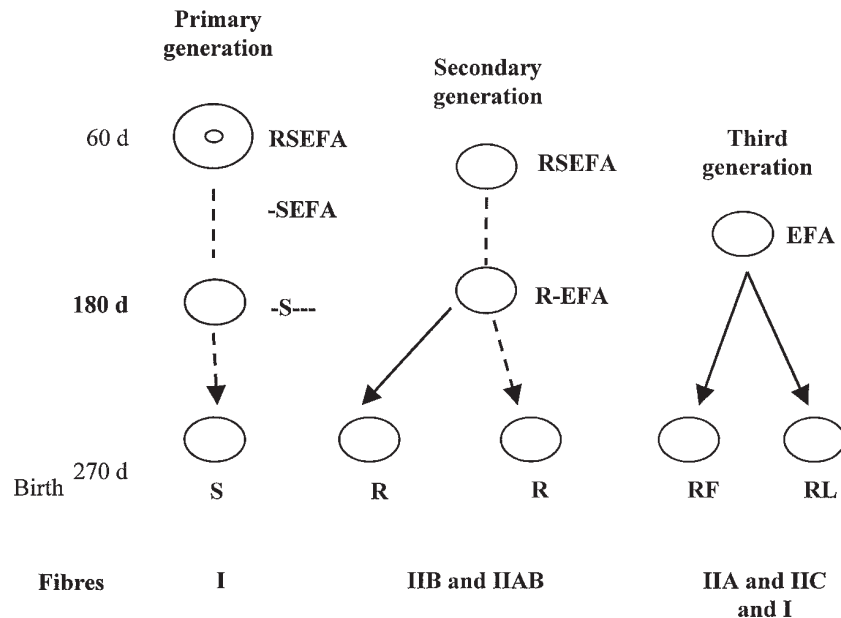 Primary
generation
Secondary
generation
Third
generation
60 d
RSEFA
RSEFA
-SEFA
EFA
180 d
-S---
R-EFA
270 d
Birth
S
R
R
RF
RL
Fibres
I
IIB and IIAB
IIA and IIC
and I